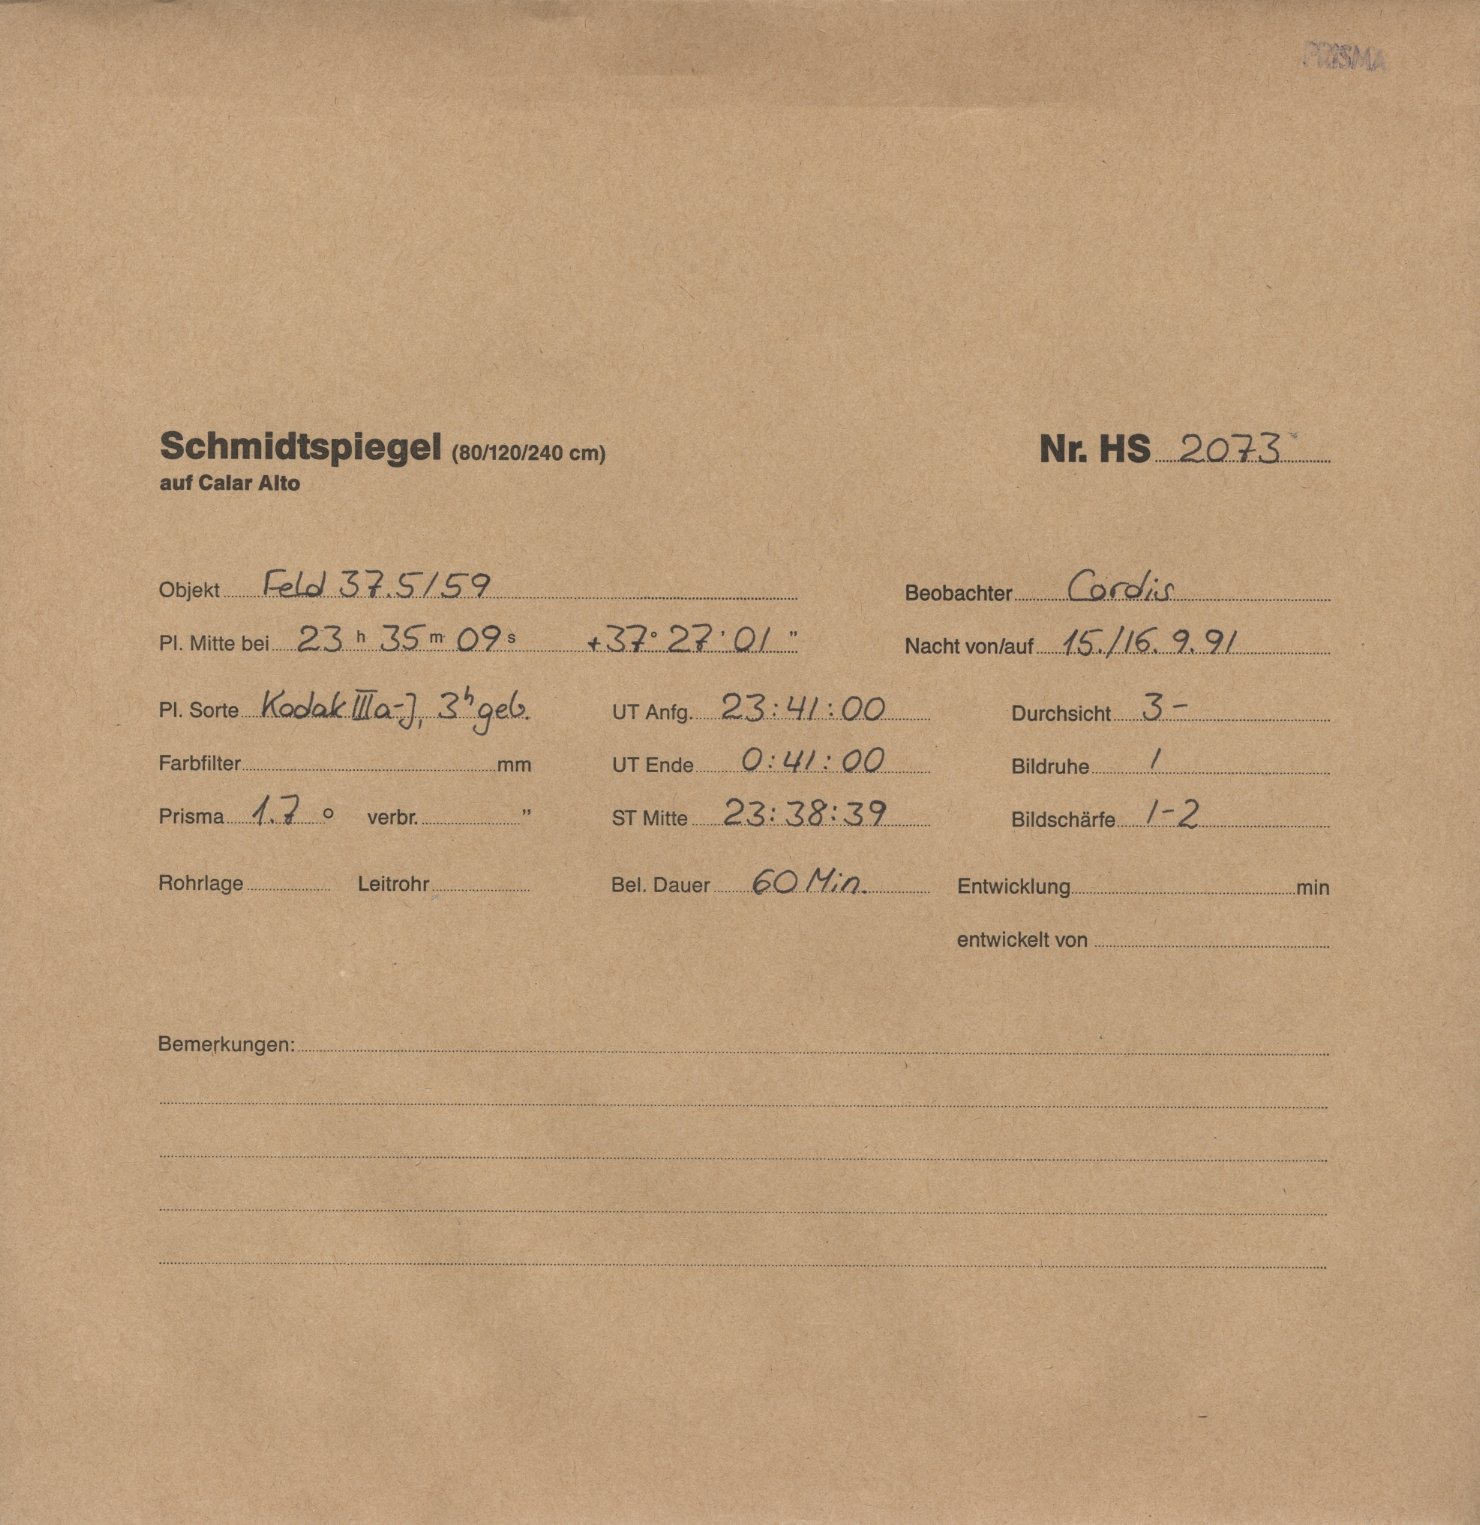 PRISMA
Schmidtspiegel (80/120/240 cm) Nr. HS 2073
auf Calar Alto
Objekt Feld 37.5/59 Beobachter Cordis
Pl. Mitte bei 23 h 35 m 09 s +37° 27' 01" Nacht von/auf 15./16. 9. 91
Pl. Sorte Kodak IIIa-J, 3h geb. UT Anfg. 23:41:00 Durchsicht 3-
Farbfilter mm UT Ende 0:41:00 Bildruhe 1
Prisma 1.7 ° verbr. " ST Mitte 23:38:39 Bildschärfe 1-2
Rohrlage Leitrohr Bel. Dauer 60 Min. Entwicklung min
entwickelt von
Bemerkungen: